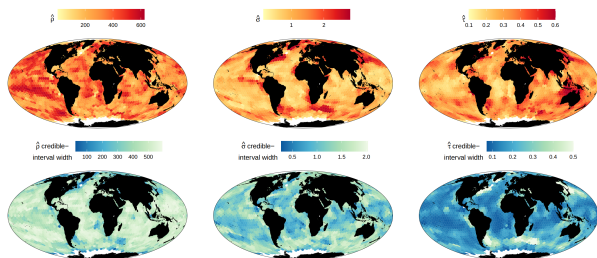 ρ̂
200 400 600
σ̂
1 2
τ̂
0.1 0.2 0.3 0.4 0.5 0.6
ρ̂ credible−
interval width
100 200 300 400 500
σ̂ credible−
interval width
0.5 1.0 1.5 2.0
τ̂ credible−
interval width
0.1 0.2 0.3 0.4 0.5